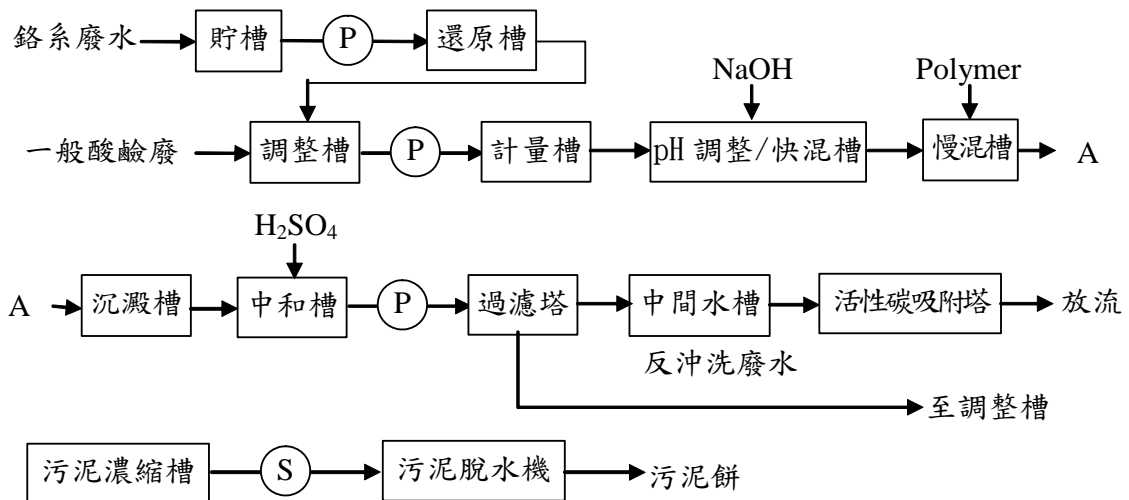 鉻系廢水 貯槽 P 還原槽
NaOH Polymer
一般酸鹼廢 調整槽 P 計量槽 pH 調整/快混槽 慢混槽 A
H₂SO₄
A 沉澱槽 中和槽 P 過濾塔 中間水槽 活性碳吸附塔 放流
反沖洗廢水
至調整槽
污泥濃縮槽 S 污泥脫水機 污泥餅